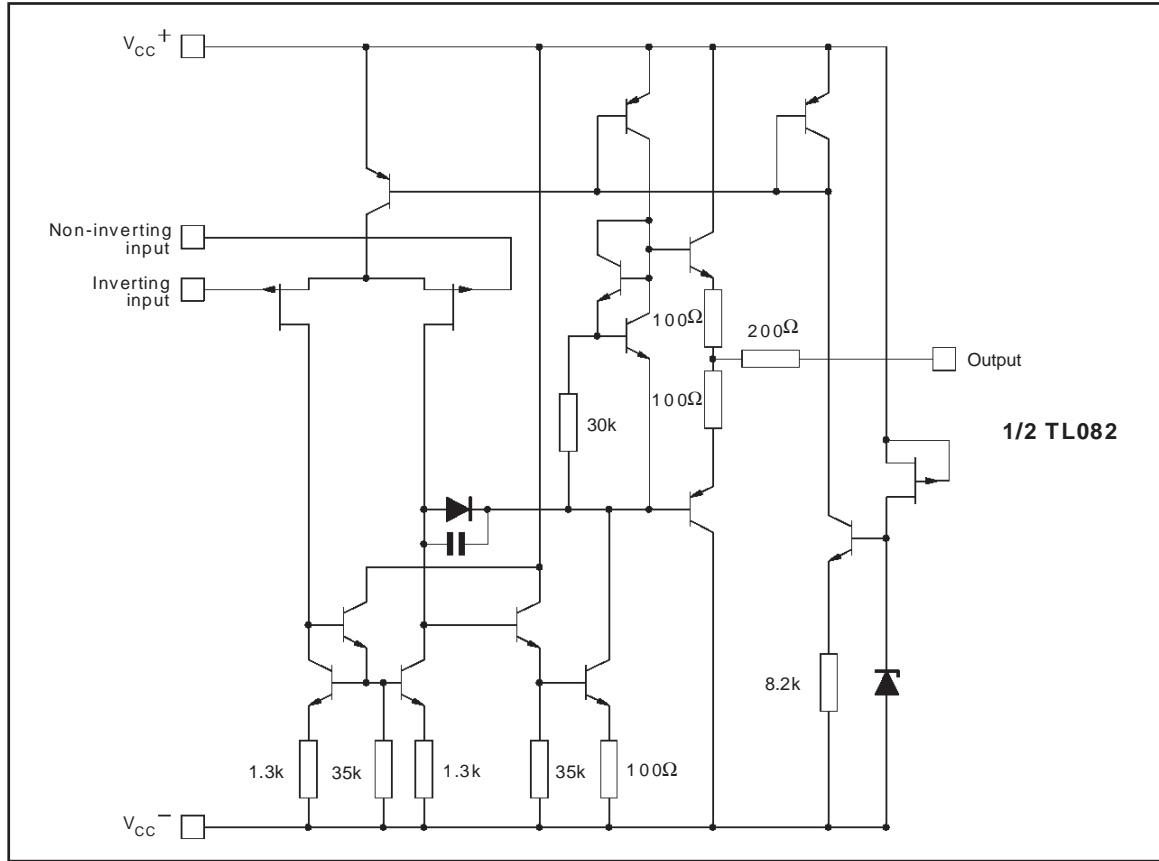 VCC+
Non-inverting
input
Inverting
input
100Ω
200Ω
Output
100Ω
30k
1/2 TL082
8.2k
1.3k
35k
1.3k
35k
100Ω
VCC−